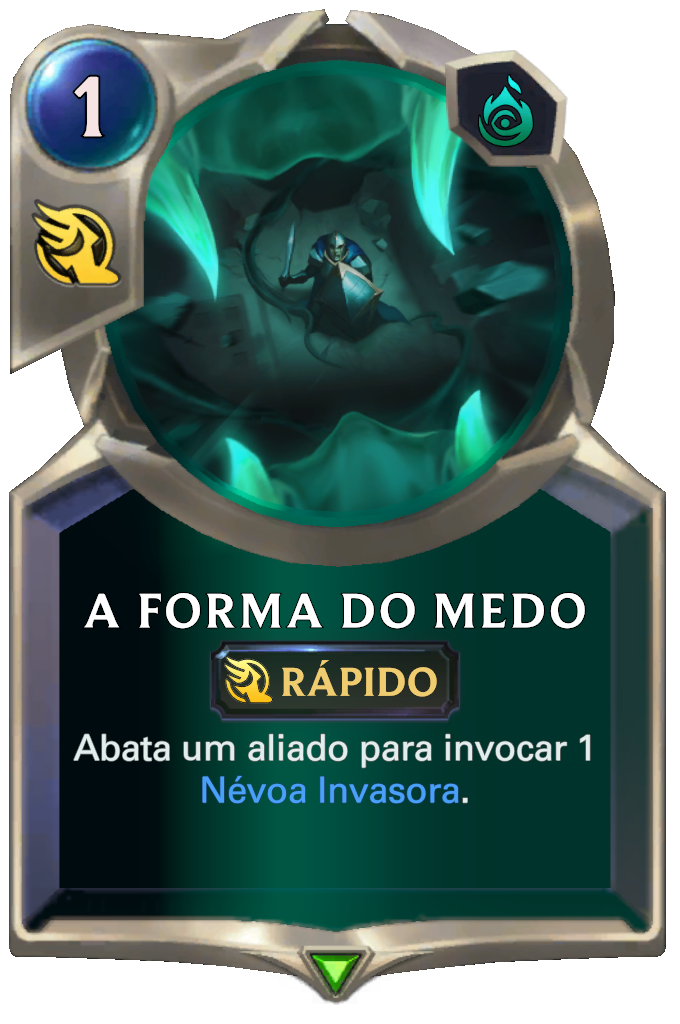 1
A FORMA DO MEDO
RÁPIDO
Abata um aliado para invocar 1
Névoa Invasora.